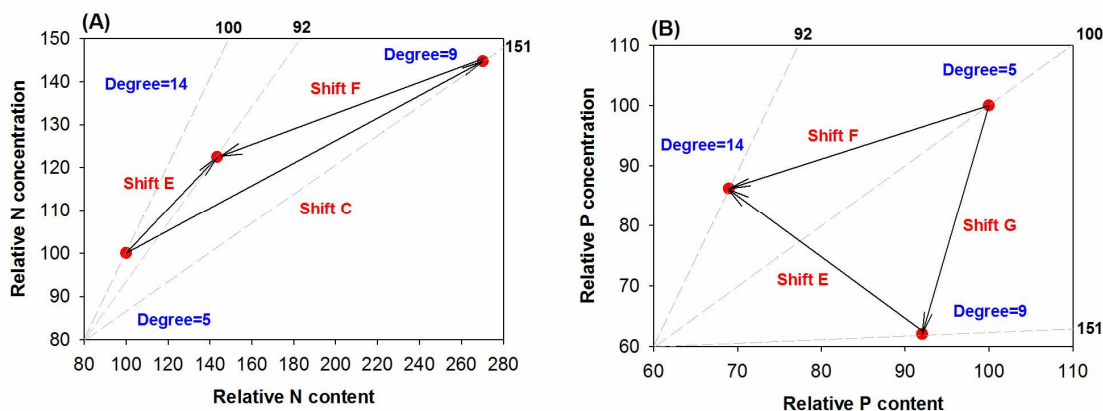 (A)
100
92
151
Degree=9
Degree=14
Shift F
Shift E
Shift C
Degree=5
Relative N concentration
150
140
130
120
110
100
90
80
80 100 120 140 160 180 200 220 240 260 280
Relative N content
(B)
92
100
151
Degree=5
Shift F
Degree=14
Shift G
Shift E
Degree=9
Relative P concentration
110
100
90
80
70
60
60 70 80 90 100 110
Relative P content